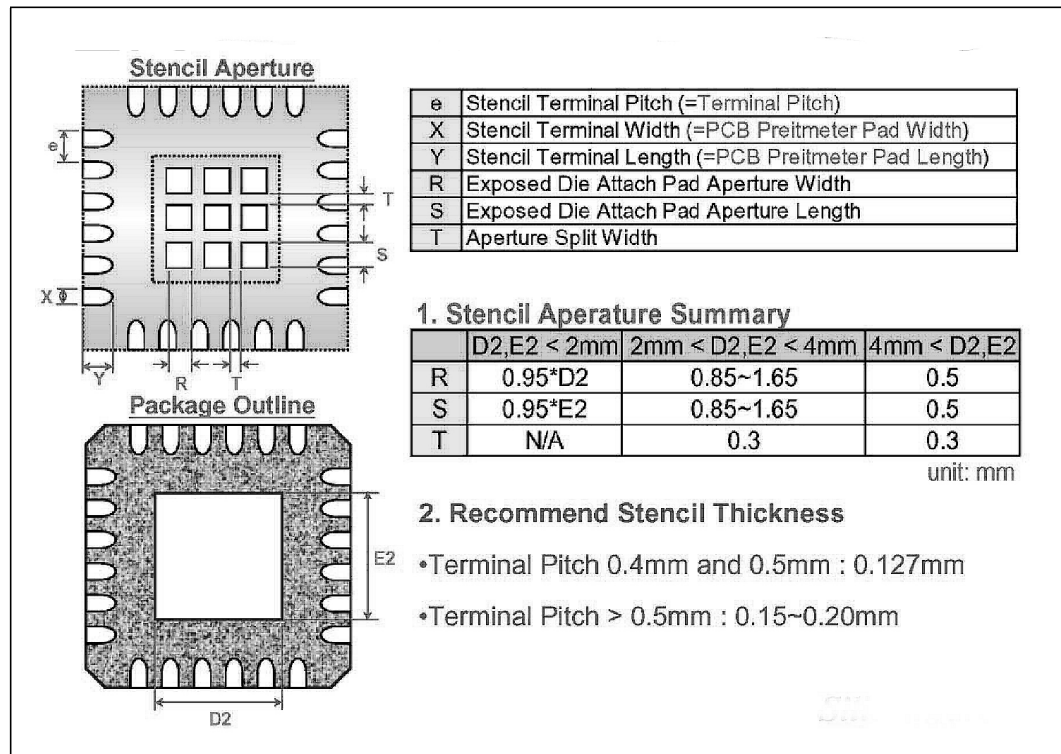 Stencil Aperture
e
X
Y
R
T
T
S
Package Outline
E2
D2
e Stencil Terminal Pitch (=Terminal Pitch)
X Stencil Terminal Width (=PCB Preitmeter Pad Width)
Y Stencil Terminal Length (=PCB Preitmeter Pad Length)
R Exposed Die Attach Pad Aperture Width
S Exposed Die Attach Pad Aperture Length
T Aperture Split Width
1. Stencil Aperature Summary
D2,E2 < 2mm 2mm < D2,E2 < 4mm 4mm < D2,E2
R 0.95*D2 0.85~1.65 0.5
S 0.95*E2 0.85~1.65 0.5
T N/A 0.3 0.3
unit: mm
2. Recommend Stencil Thickness
•Terminal Pitch 0.4mm and 0.5mm : 0.127mm
•Terminal Pitch > 0.5mm : 0.15~0.20mm